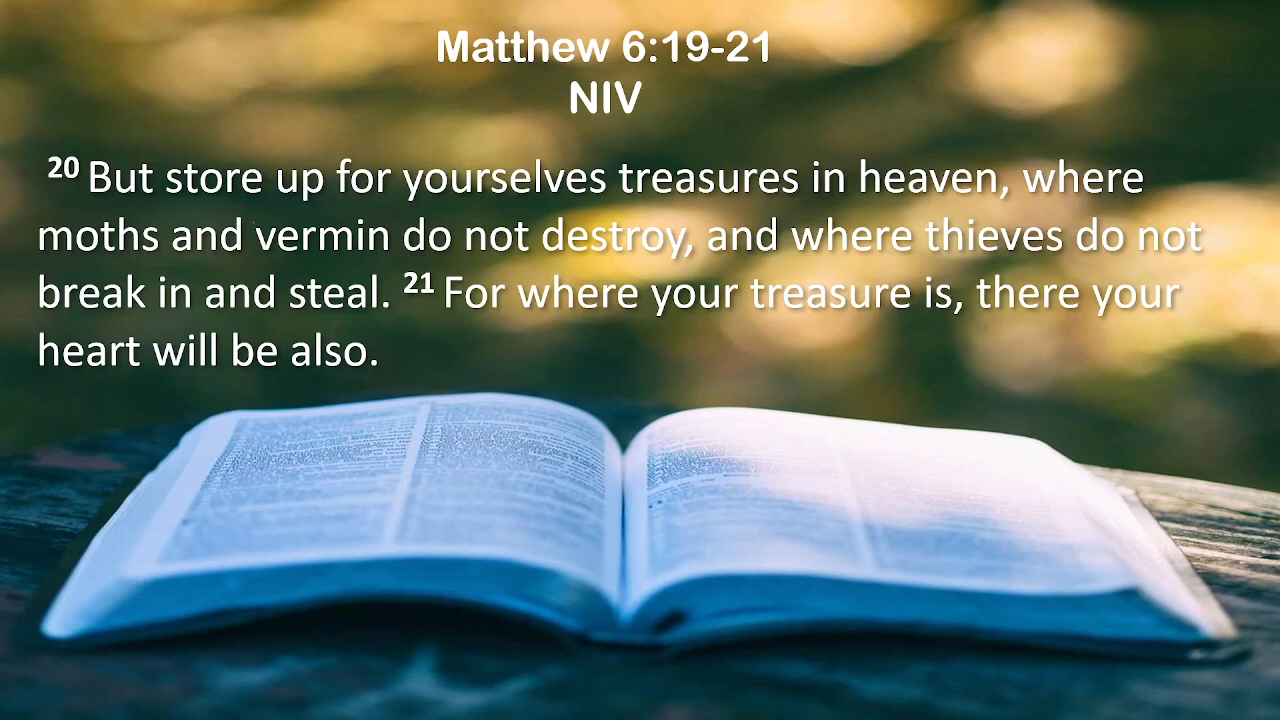 Matthew 6:19-21
NIV
20 But store up for yourselves treasures in heaven, where
moths and vermin do not destroy, and where thieves do not
break in and steal. 21 For where your treasure is, there your
heart will be also.